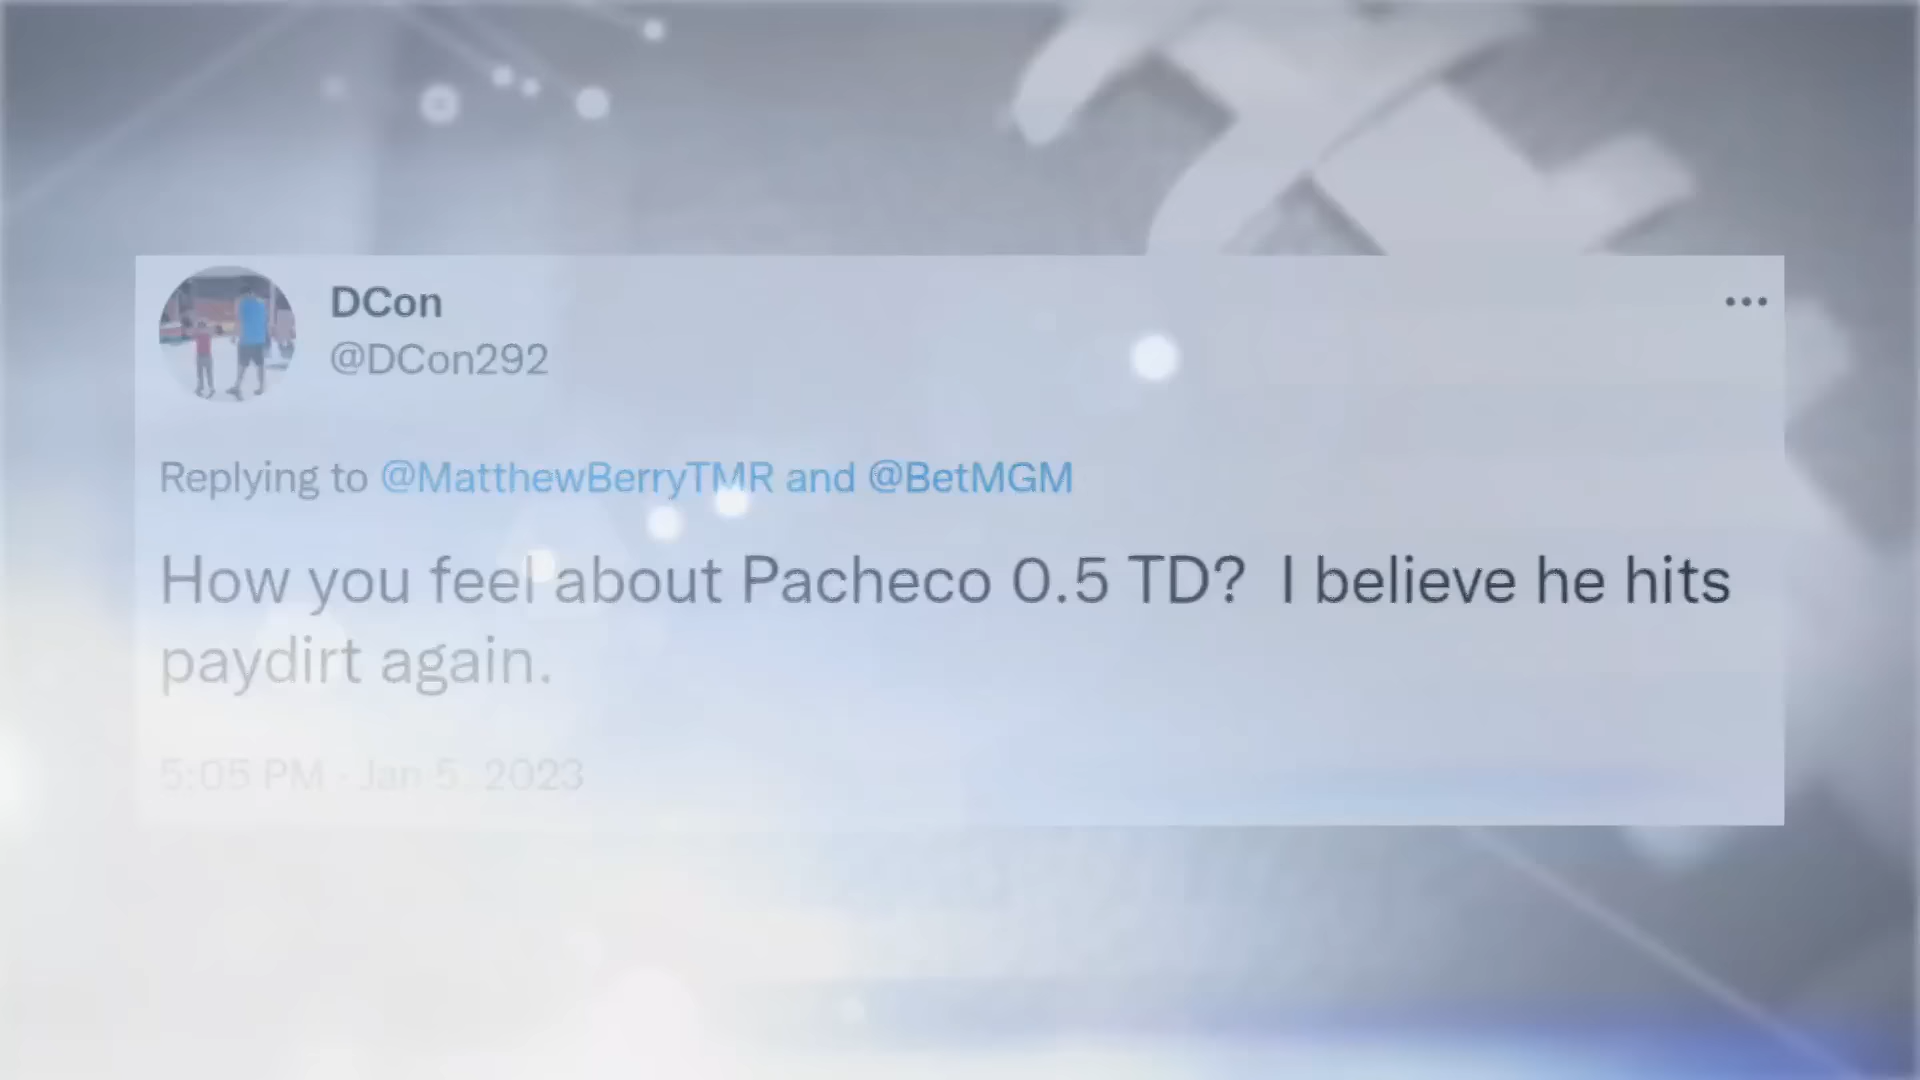 DCon
@DCon292
Replying to @MatthewBerryTMR and @BetMGM
How you feel about Pacheco 0.5 TD?  I believe he hits
paydirt again.
5:05 PM · Jan 5, 2023